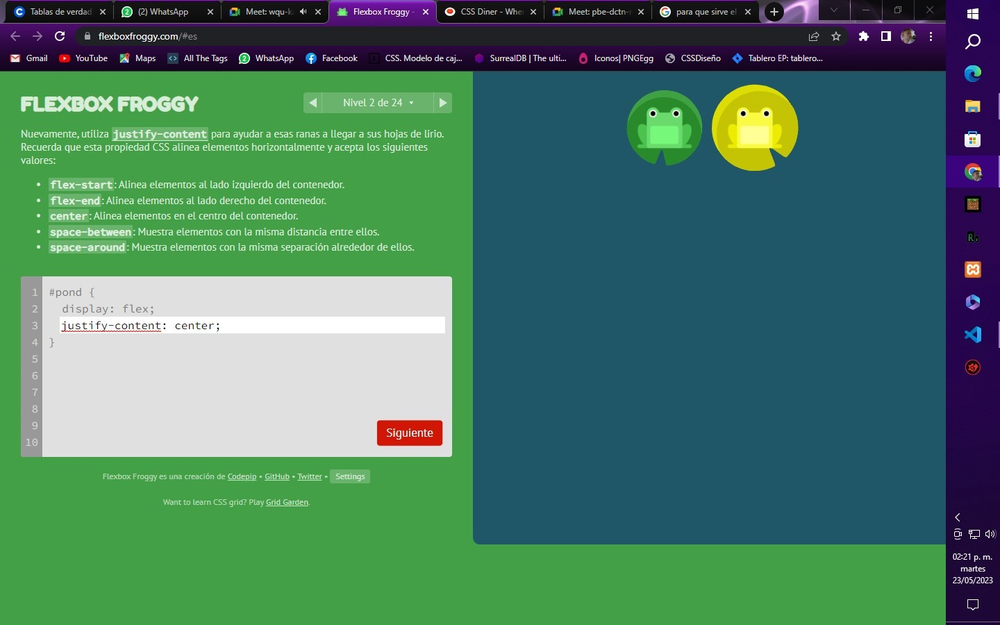 Tablas de verdad
(2) WhatsApp
Meet: wqu-k
Flexbox Froggy -
CSS Diner - Whe
Meet: pbe-dctn-
para que sirve el
flexboxfroggy.com/#es
Gmail
YouTube
Maps
All The Tags
WhatsApp
Facebook
CSS. Modelo de caj...
SurrealDB | The ulti...
Iconos| PNGEgg
CSSDiseño
Tablero EP: tablero...
FLEXBOX FROGGY
Nivel 2 de 24
Nuevamente, utiliza justify-content para ayudar a esas ranas a llegar a sus hojas de lirio.
Recuerda que esta propiedad CSS alinea elementos horizontalmente y acepta los siguientes
valores:
flex-start: Alinea elementos al lado izquierdo del contenedor.
flex-end: Alinea elementos al lado derecho del contenedor.
center: Alinea elementos en el centro del contenedor.
space-between: Muestra elementos con la misma distancia entre ellos.
space-around: Muestra elementos con la misma separación alrededor de ellos.
1 #pond {
2 display: flex;
3 justify-content: center;
4 }
5
6
7
8
9
10
Siguiente
Flexbox Froggy es una creación de Codepip • GitHub • Twitter • Settings
Want to learn CSS grid? Play Grid Garden.
02:21 p. m.
martes
23/05/2023